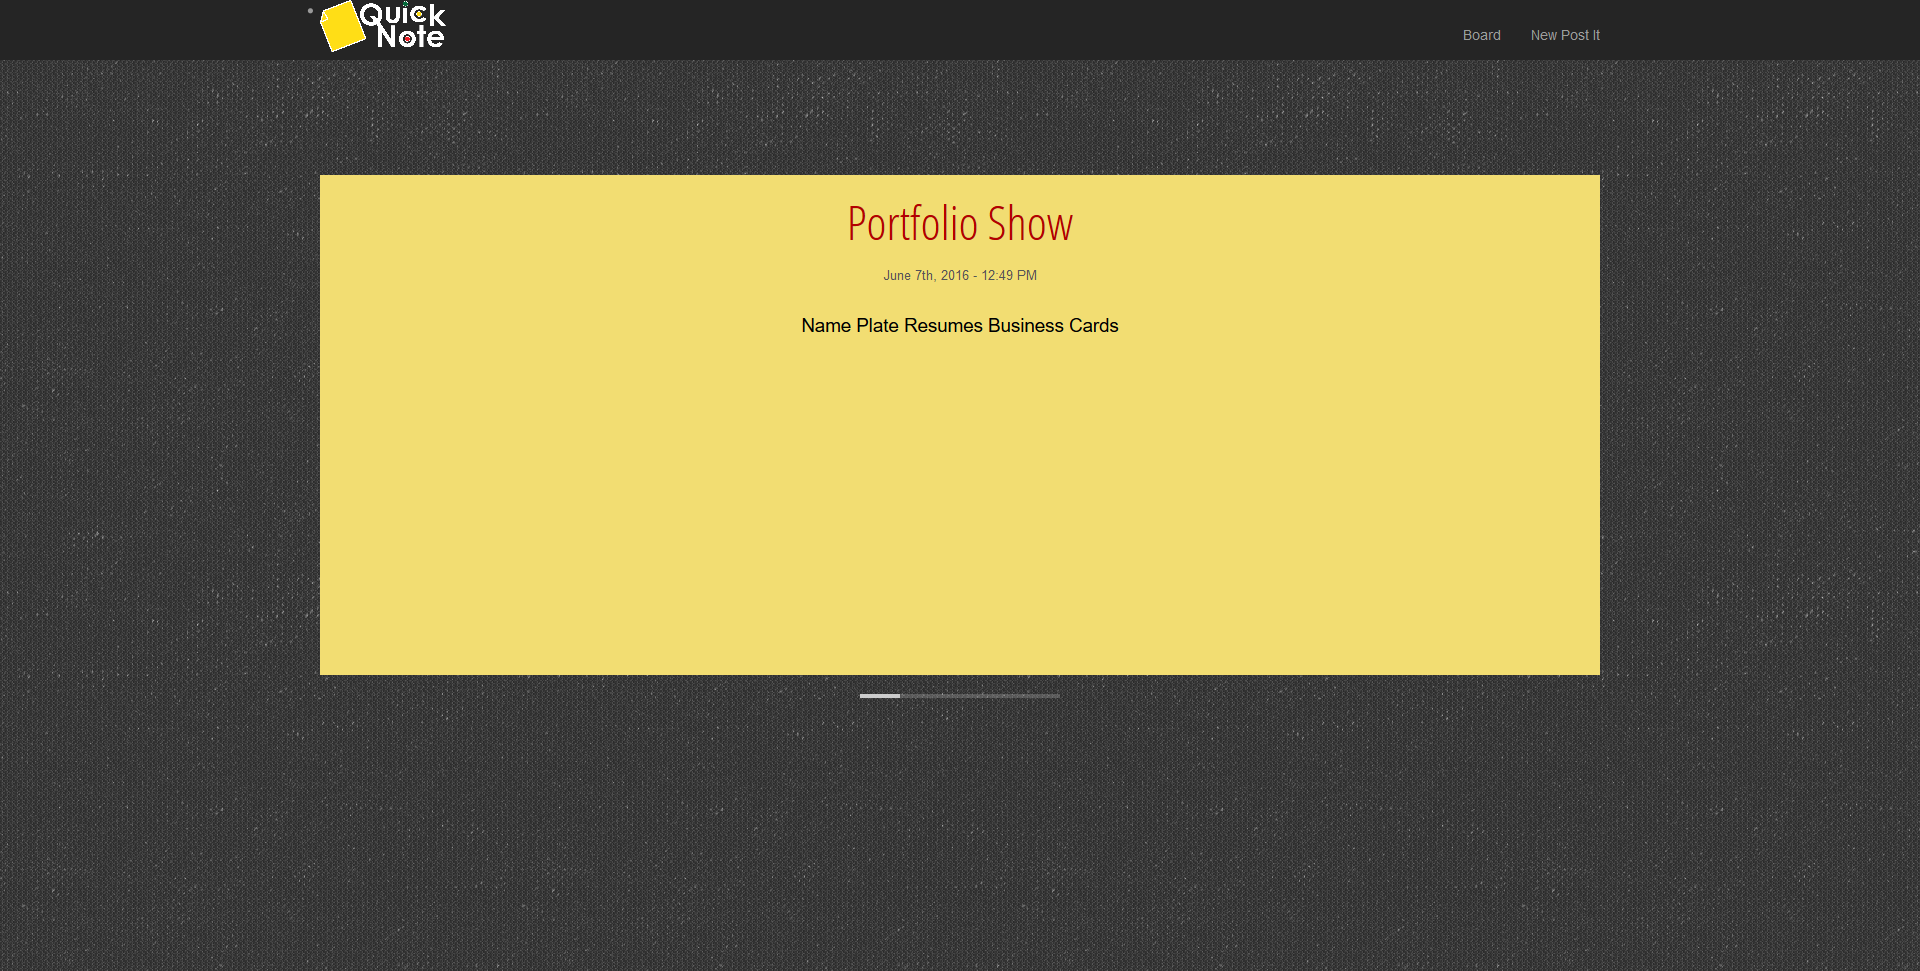 Quick
Note
Board
New Post It
Portfolio Show
June 7th, 2016 - 12:49 PM
Name Plate Resumes Business Cards